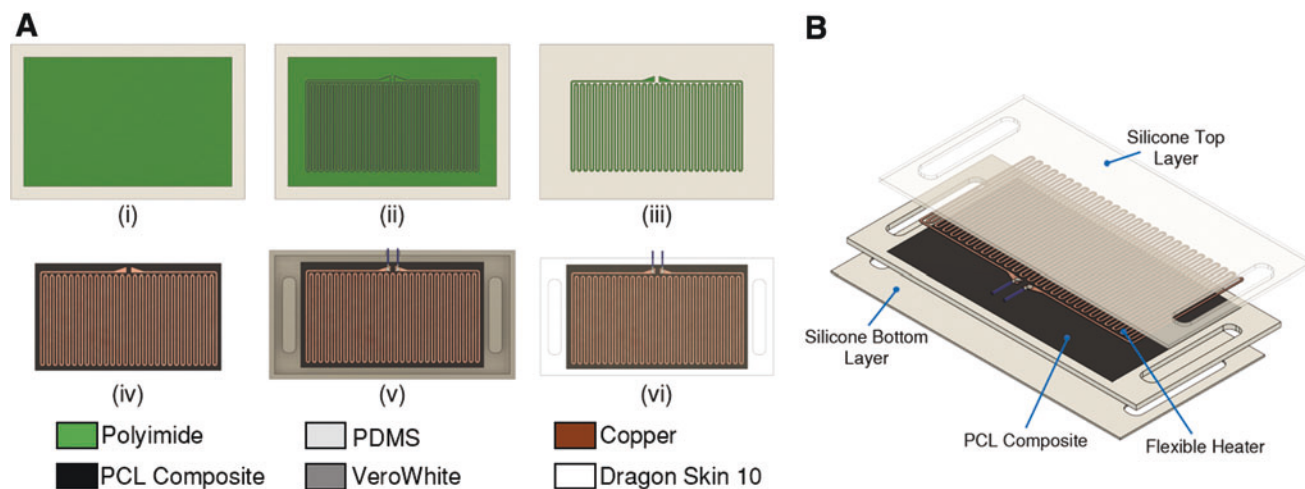 A
(i)
(ii)
(iii)
(iv)
(v)
(vi)
Polyimide
PDMS
Copper
PCL Composite
VeroWhite
Dragon Skin 10
B
Silicone Top
Layer
Silicone Bottom
Layer
PCL Composite
Flexible Heater